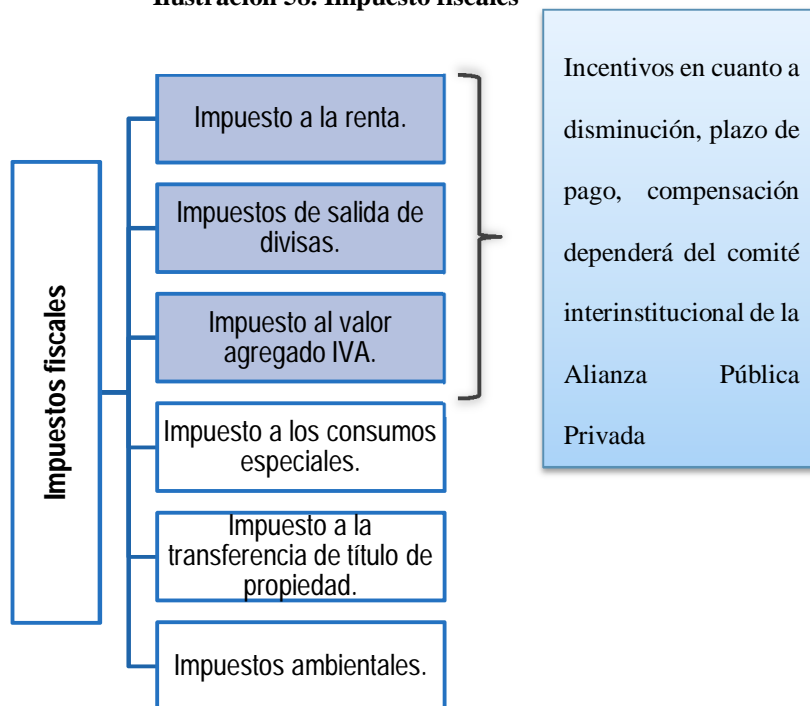 Ilustración 58. Impuesto fiscales
Impuestos fiscales
Impuesto a la renta.
Impuestos de salida de
divisas.
Impuesto al valor
agregado IVA.
Impuesto a los consumos
especiales.
Impuesto a la
transferencia de título de
propiedad.
Impuestos ambientales.
Incentivos en cuanto a
disminución, plazo de
pago, compensación
dependerá del comité
interinstitucional de la
Alianza Pública
Privada